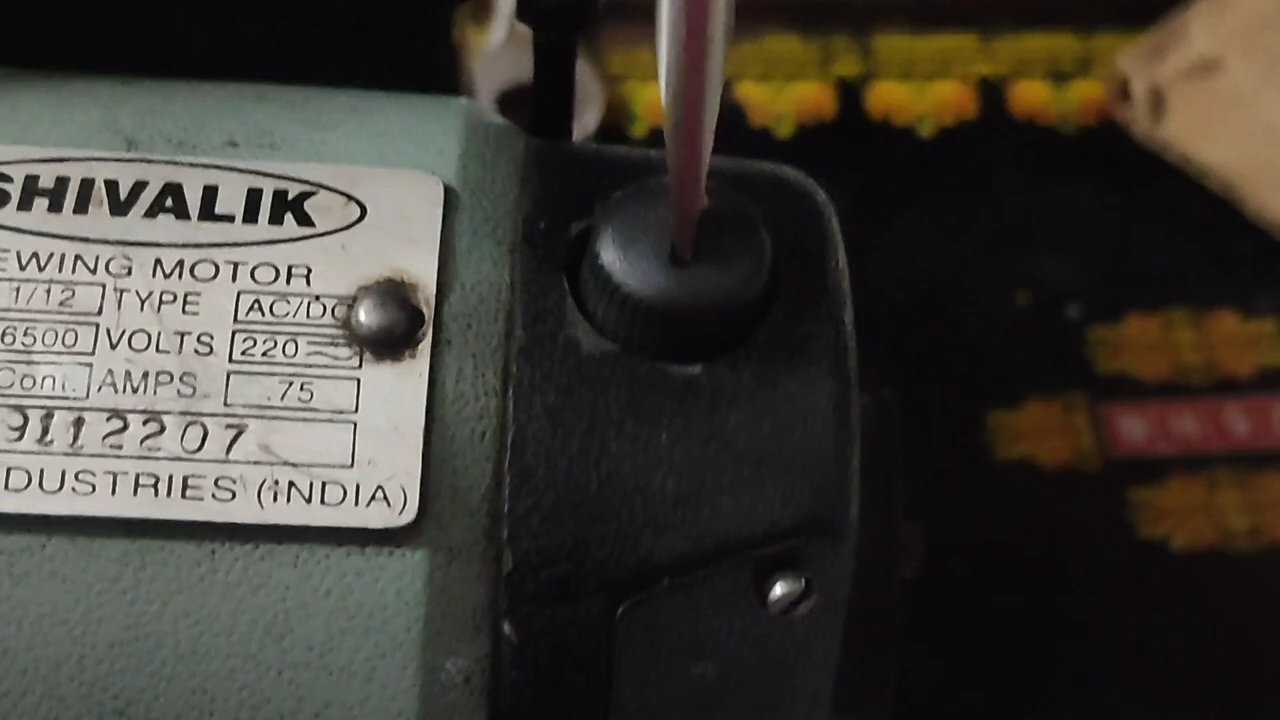 SHIVALIK
EWING MOTOR
1/12 TYPE AC/DC
6500 VOLTS 220
Cont. AMPS. .75
9112207
DUSTRIES (INDIA)